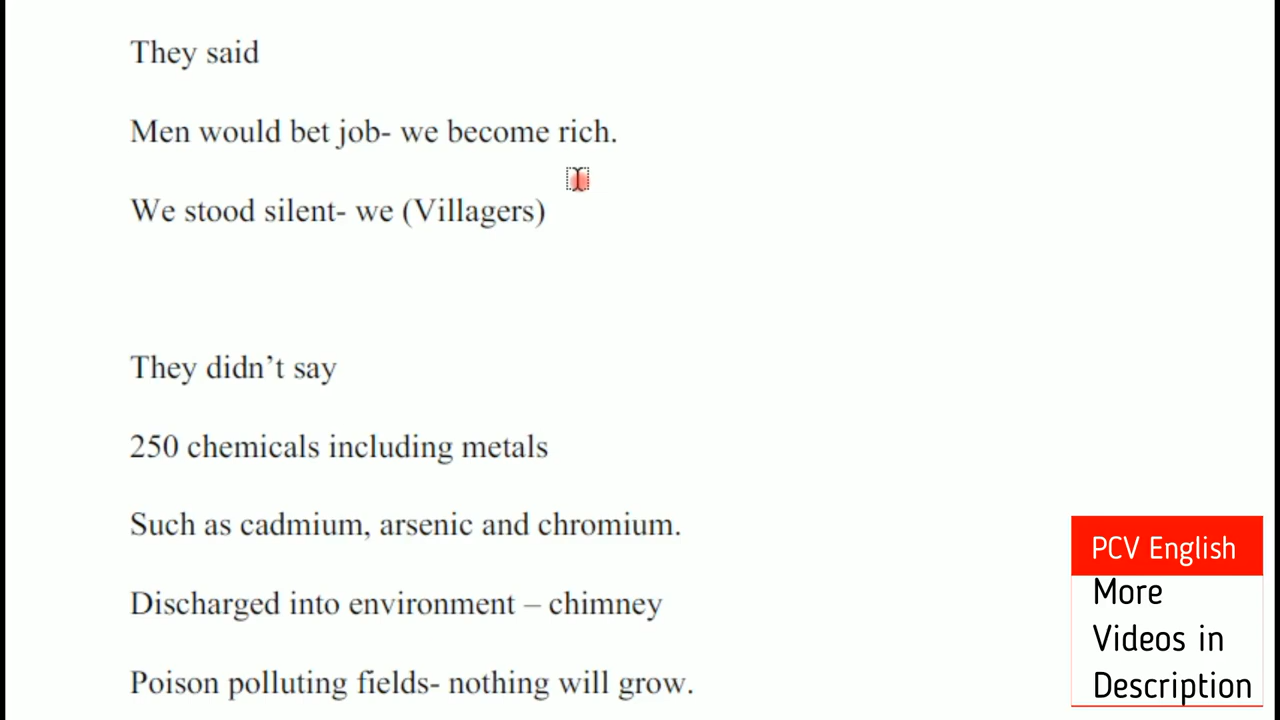 They said
Men would bet job- we become rich.
We stood silent- we (Villagers)
They didn’t say
250 chemicals including metals
Such as cadmium, arsenic and chromium.
Discharged into environment – chimney
Poison polluting fields- nothing will grow.
PCV English
More
Videos in
Description